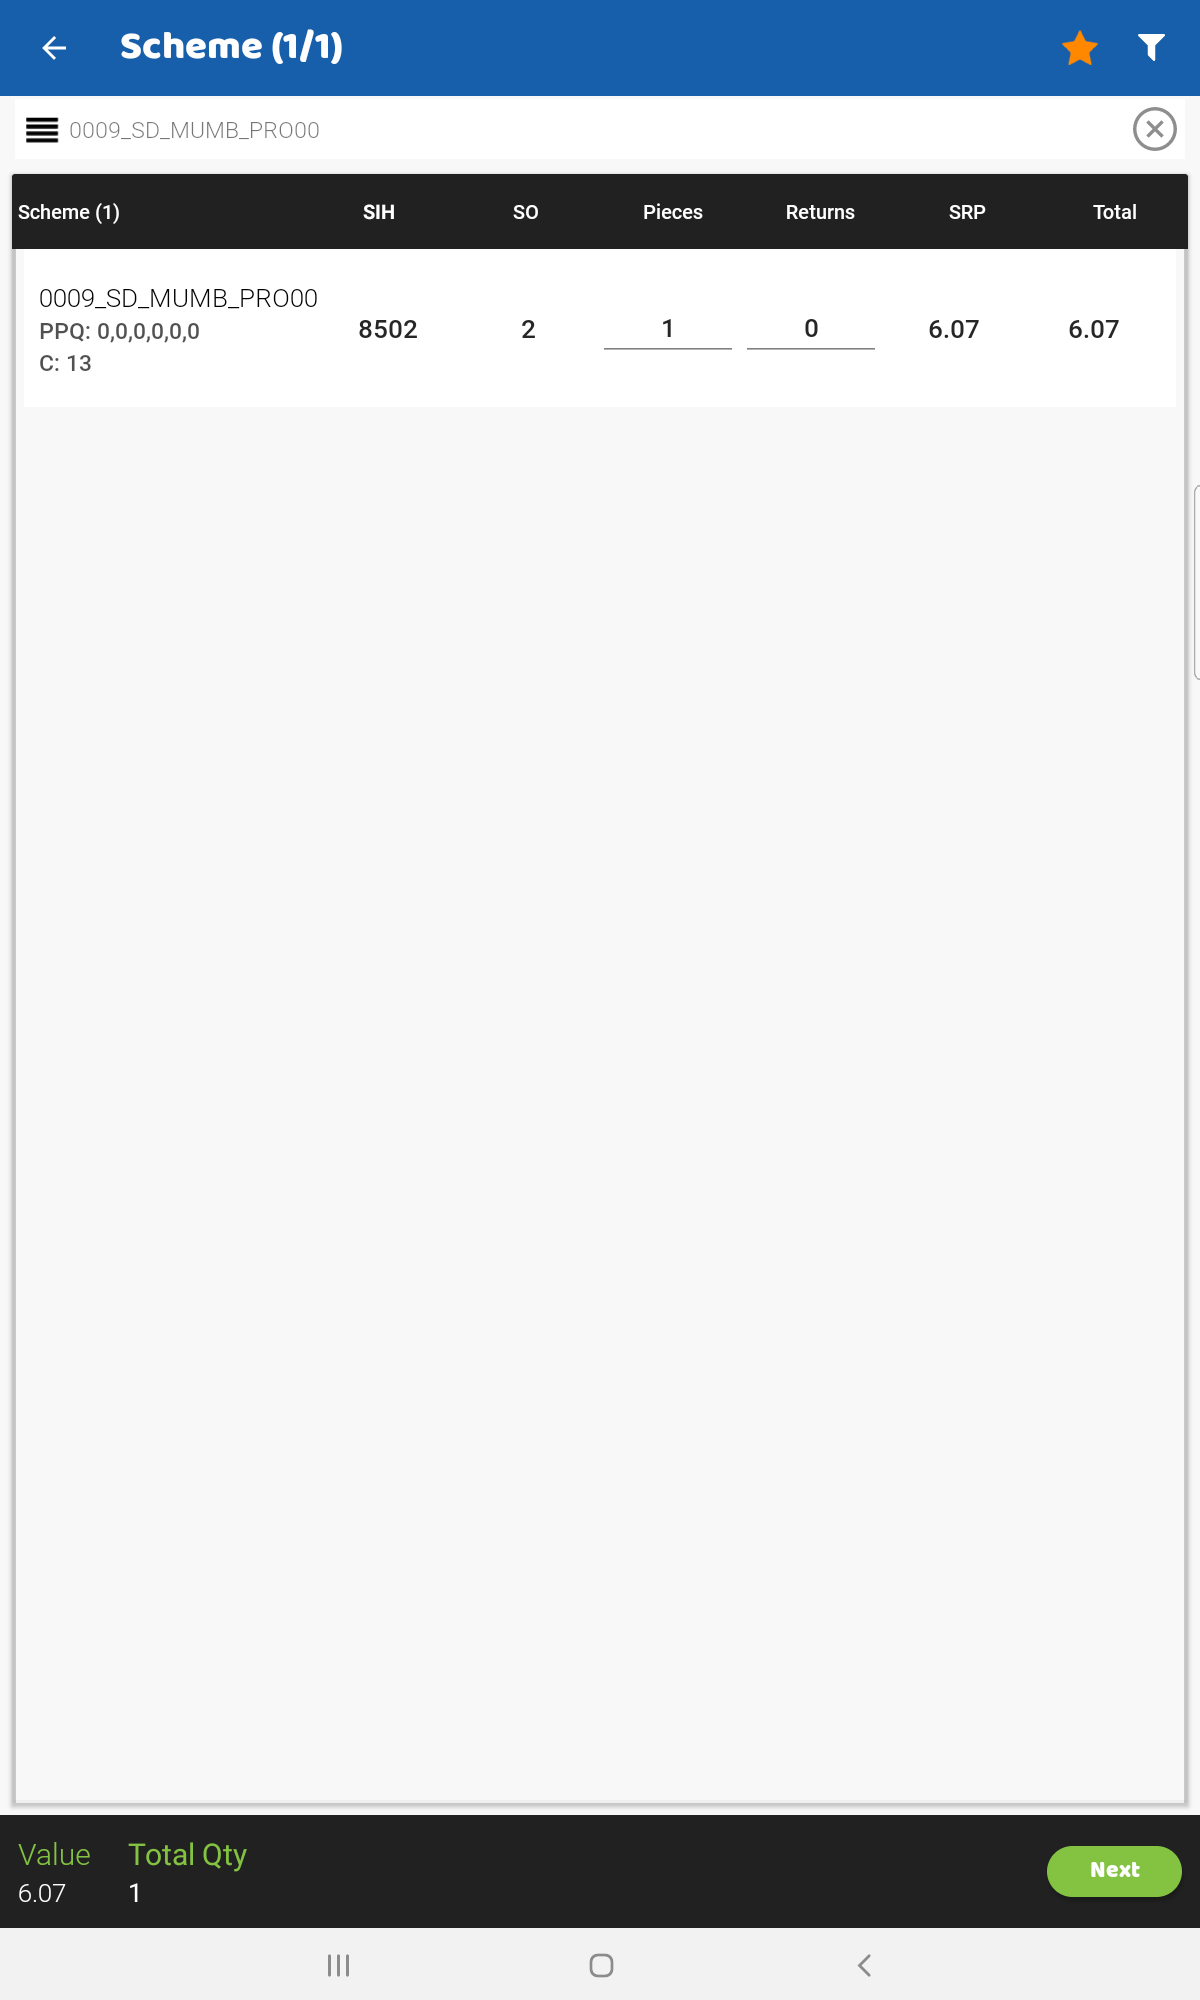 Scheme (1/1)
0009_SD_MUMB_PRO00
Scheme (1) SIH SO Pieces Returns SRP Total
0009_SD_MUMB_PRO00
PPQ: 0,0,0,0,0,0
C: 13
8502 2 1 0 6.07 6.07
Value Total Qty
6.07 1
Next